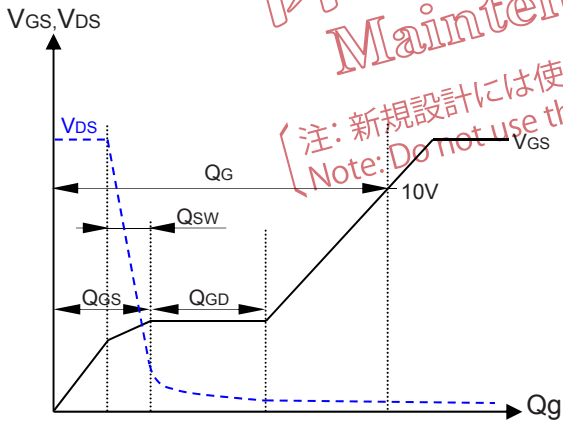 VGS,VDS
Mainten
注: 新規設計には使
Note: Do not use th
VDS
VGS
QG
10V
QSW
QGS
QGD
Qg